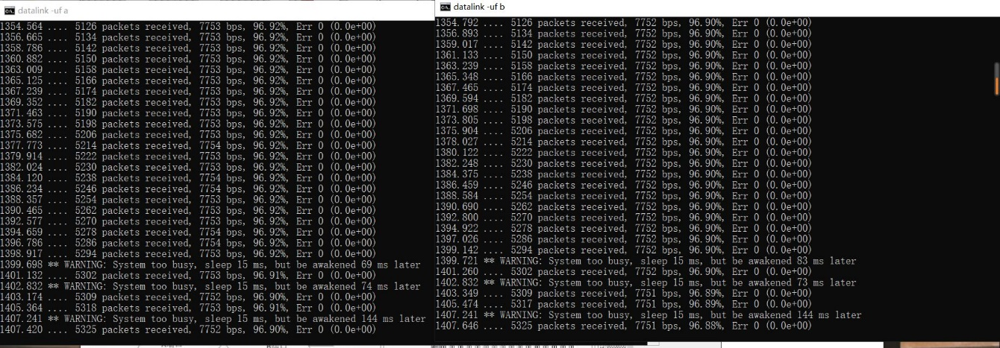 datalink -uf a
1354.564 .... 5126 packets received, 7753 bps, 96.92%, Err 0 (0.0e+00)
1356.665 .... 5134 packets received, 7753 bps, 96.92%, Err 0 (0.0e+00)
1358.786 .... 5142 packets received, 7753 bps, 96.92%, Err 0 (0.0e+00)
1360.882 .... 5150 packets received, 7753 bps, 96.92%, Err 0 (0.0e+00)
1363.009 .... 5158 packets received, 7753 bps, 96.92%, Err 0 (0.0e+00)
1365.125 .... 5166 packets received, 7753 bps, 96.92%, Err 0 (0.0e+00)
1367.239 .... 5174 packets received, 7753 bps, 96.92%, Err 0 (0.0e+00)
1369.352 .... 5182 packets received, 7753 bps, 96.92%, Err 0 (0.0e+00)
1371.463 .... 5190 packets received, 7753 bps, 96.92%, Err 0 (0.0e+00)
1373.575 .... 5198 packets received, 7753 bps, 96.92%, Err 0 (0.0e+00)
1375.682 .... 5206 packets received, 7753 bps, 96.92%, Err 0 (0.0e+00)
1377.773 .... 5214 packets received, 7754 bps, 96.92%, Err 0 (0.0e+00)
1379.914 .... 5222 packets received, 7753 bps, 96.92%, Err 0 (0.0e+00)
1382.024 .... 5230 packets received, 7753 bps, 96.92%, Err 0 (0.0e+00)
1384.120 .... 5238 packets received, 7754 bps, 96.92%, Err 0 (0.0e+00)
1386.234 .... 5246 packets received, 7754 bps, 96.92%, Err 0 (0.0e+00)
1388.357 .... 5254 packets received, 7753 bps, 96.92%, Err 0 (0.0e+00)
1390.465 .... 5262 packets received, 7753 bps, 96.92%, Err 0 (0.0e+00)
1392.577 .... 5270 packets received, 7753 bps, 96.92%, Err 0 (0.0e+00)
1394.659 .... 5278 packets received, 7754 bps, 96.92%, Err 0 (0.0e+00)
1396.786 .... 5286 packets received, 7754 bps, 96.92%, Err 0 (0.0e+00)
1398.917 .... 5294 packets received, 7753 bps, 96.92%, Err 0 (0.0e+00)
1399.698 ** WARNING: System too busy, sleep 15 ms, but be awakened 69 ms later
1401.132 .... 5302 packets received, 7753 bps, 96.91%, Err 0 (0.0e+00)
1402.832 ** WARNING: System too busy, sleep 15 ms, but be awakened 74 ms later
1403.174 .... 5309 packets received, 7752 bps, 96.90%, Err 0 (0.0e+00)
1405.364 .... 5318 packets received, 7753 bps, 96.91%, Err 0 (0.0e+00)
1407.241 ** WARNING: System too busy, sleep 15 ms, but be awakened 144 ms later
1407.420 .... 5325 packets received, 7752 bps, 96.90%, Err 0 (0.0e+00)
datalink -uf b
1354.792 .... 5126 packets received, 7752 bps, 96.90%, Err 0 (0.0e+00)
1356.893 .... 5134 packets received, 7752 bps, 96.90%, Err 0 (0.0e+00)
1359.017 .... 5142 packets received, 7752 bps, 96.90%, Err 0 (0.0e+00)
1361.133 .... 5150 packets received, 7752 bps, 96.90%, Err 0 (0.0e+00)
1363.239 .... 5158 packets received, 7752 bps, 96.90%, Err 0 (0.0e+00)
1365.348 .... 5166 packets received, 7752 bps, 96.90%, Err 0 (0.0e+00)
1367.465 .... 5174 packets received, 7752 bps, 96.90%, Err 0 (0.0e+00)
1369.594 .... 5182 packets received, 7752 bps, 96.90%, Err 0 (0.0e+00)
1371.698 .... 5190 packets received, 7752 bps, 96.90%, Err 0 (0.0e+00)
1373.805 .... 5198 packets received, 7752 bps, 96.90%, Err 0 (0.0e+00)
1375.904 .... 5206 packets received, 7752 bps, 96.90%, Err 0 (0.0e+00)
1378.027 .... 5214 packets received, 7752 bps, 96.90%, Err 0 (0.0e+00)
1380.122 .... 5222 packets received, 7752 bps, 96.90%, Err 0 (0.0e+00)
1382.248 .... 5230 packets received, 7752 bps, 96.90%, Err 0 (0.0e+00)
1384.375 .... 5238 packets received, 7752 bps, 96.90%, Err 0 (0.0e+00)
1386.459 .... 5246 packets received, 7752 bps, 96.90%, Err 0 (0.0e+00)
1388.584 .... 5254 packets received, 7752 bps, 96.90%, Err 0 (0.0e+00)
1390.690 .... 5262 packets received, 7752 bps, 96.90%, Err 0 (0.0e+00)
1392.800 .... 5270 packets received, 7752 bps, 96.90%, Err 0 (0.0e+00)
1394.922 .... 5278 packets received, 7752 bps, 96.90%, Err 0 (0.0e+00)
1397.026 .... 5286 packets received, 7752 bps, 96.90%, Err 0 (0.0e+00)
1399.142 .... 5294 packets received, 7752 bps, 96.90%, Err 0 (0.0e+00)
1399.721 ** WARNING: System too busy, sleep 15 ms, but be awakened 83 ms later
1401.260 .... 5302 packets received, 7752 bps, 96.90%, Err 0 (0.0e+00)
1402.832 ** WARNING: System too busy, sleep 15 ms, but be awakened 73 ms later
1403.349 .... 5309 packets received, 7751 bps, 96.89%, Err 0 (0.0e+00)
1405.474 .... 5317 packets received, 7751 bps, 96.89%, Err 0 (0.0e+00)
1407.241 ** WARNING: System too busy, sleep 15 ms, but be awakened 144 ms later
1407.646 .... 5325 packets received, 7751 bps, 96.88%, Err 0 (0.0e+00)